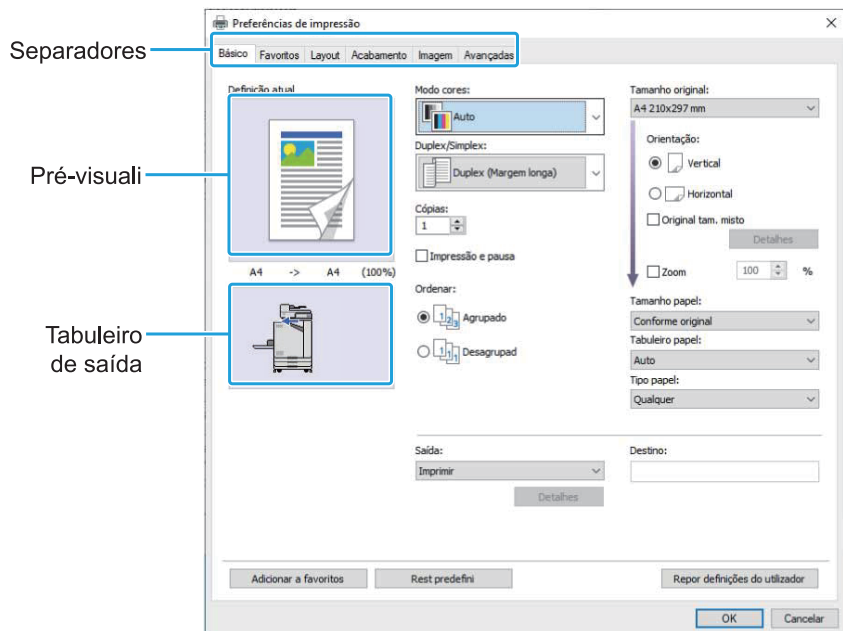 Preferências de impressão
Separadores
Básico Favoritos Layout Acabamento Imagem Avançadas
Definição atual
Pré-visuali
A4 -> A4 (100%)
Tabuleiro
de saída
Modo cores:
Auto
Duplex/Simplex:
Duplex (Margem longa)
Cópias:
1
Impressão e pausa
Ordenar:
Agrupado
Desagrupad
Tamanho original:
A4 210x297 mm
Orientação:
Vertical
Horizontal
Original tam. misto
Detalhes
Zoom 100 %
Tamanho papel:
Conforme original
Tabuleiro papel:
Auto
Tipo papel:
Qualquer
Saída:
Imprimir
Detalhes
Destino:
Adicionar a favoritos Rest predefini Repor definições do utilizador
OK Cancelar